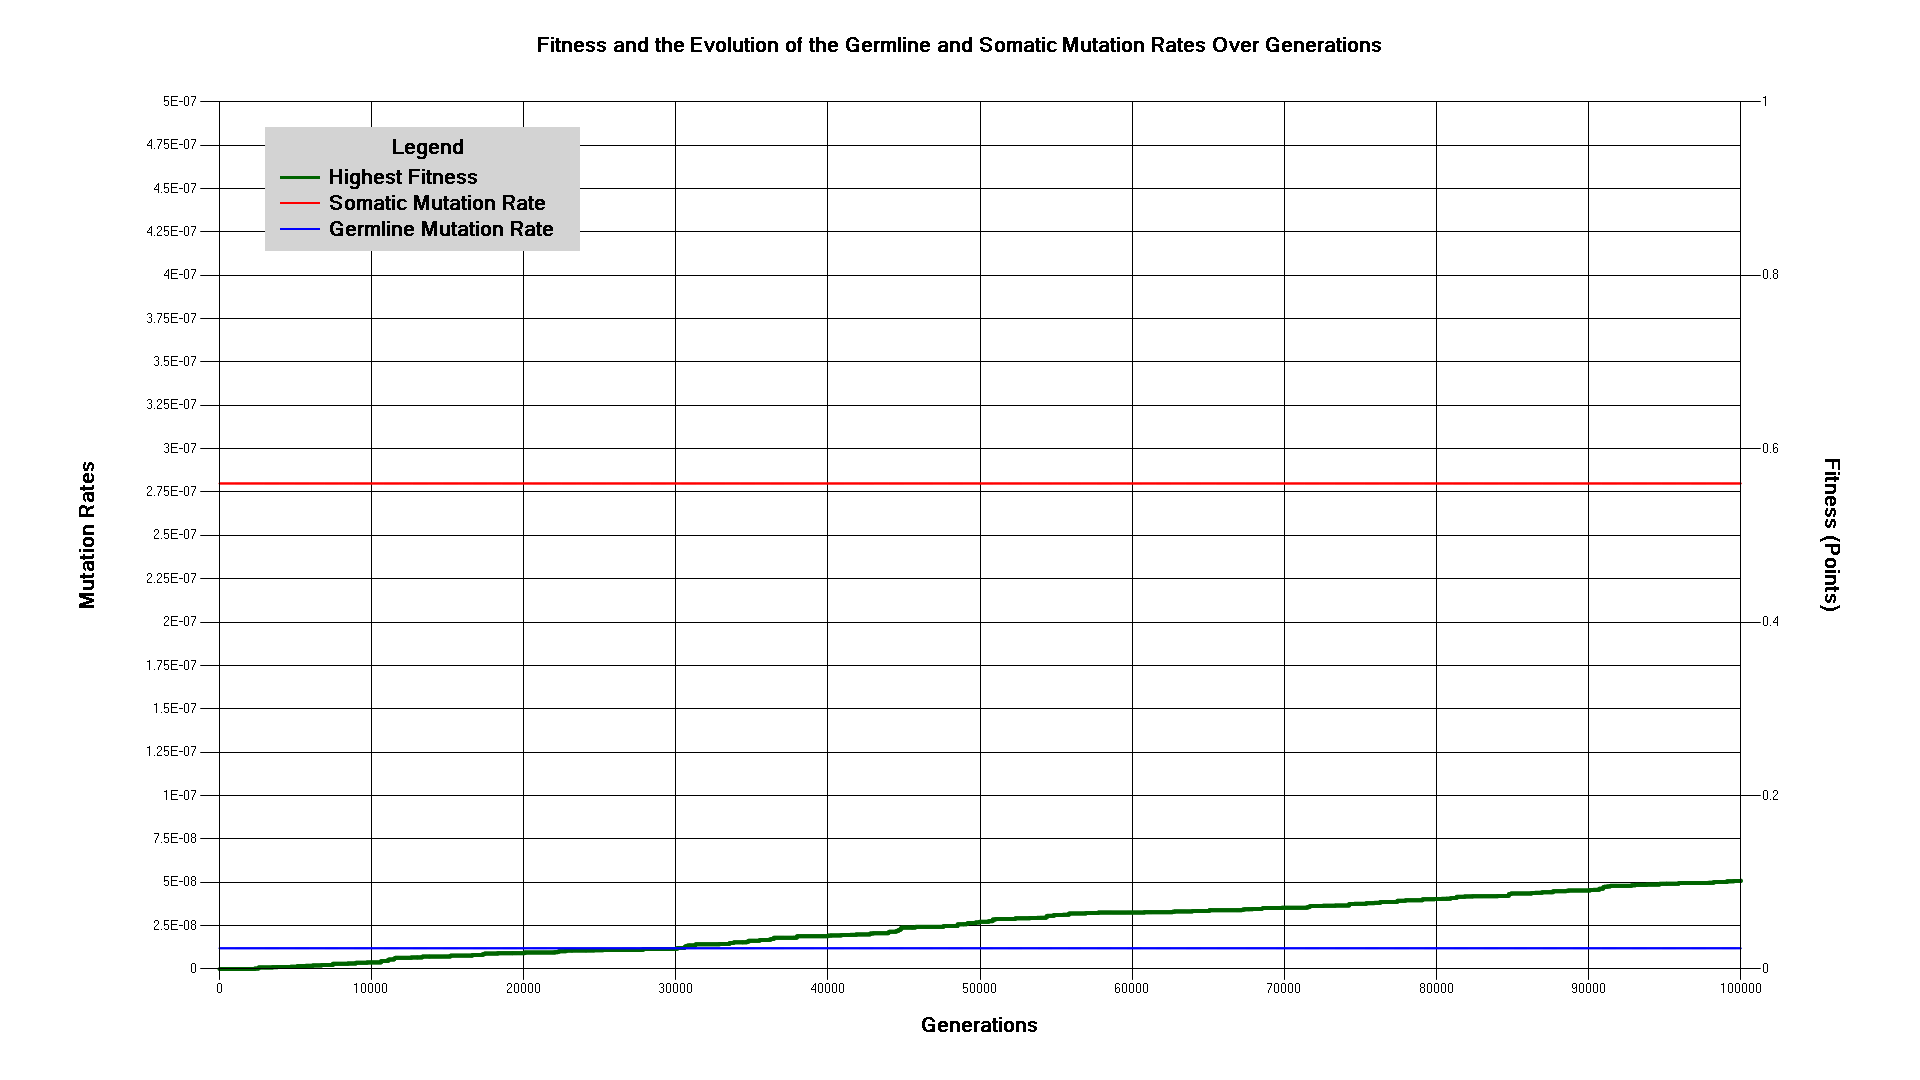 Fitness and the Evolution of the Germline and Somatic Mutation Rates Over Generations
Legend
Highest Fitness
Somatic Mutation Rate
Germline Mutation Rate
Mutation Rates
5E-07
4.75E-07
4.5E-07
4.25E-07
4E-07
3.75E-07
3.5E-07
3.25E-07
3E-07
2.75E-07
2.5E-07
2.25E-07
2E-07
1.75E-07
1.5E-07
1.25E-07
1E-07
7.5E-08
5E-08
2.5E-08
0
1
0.8
0.6
0.4
0.2
0
Fitness (Points)
0 10000 20000 30000 40000 50000 60000 70000 80000 90000 100000
Generations